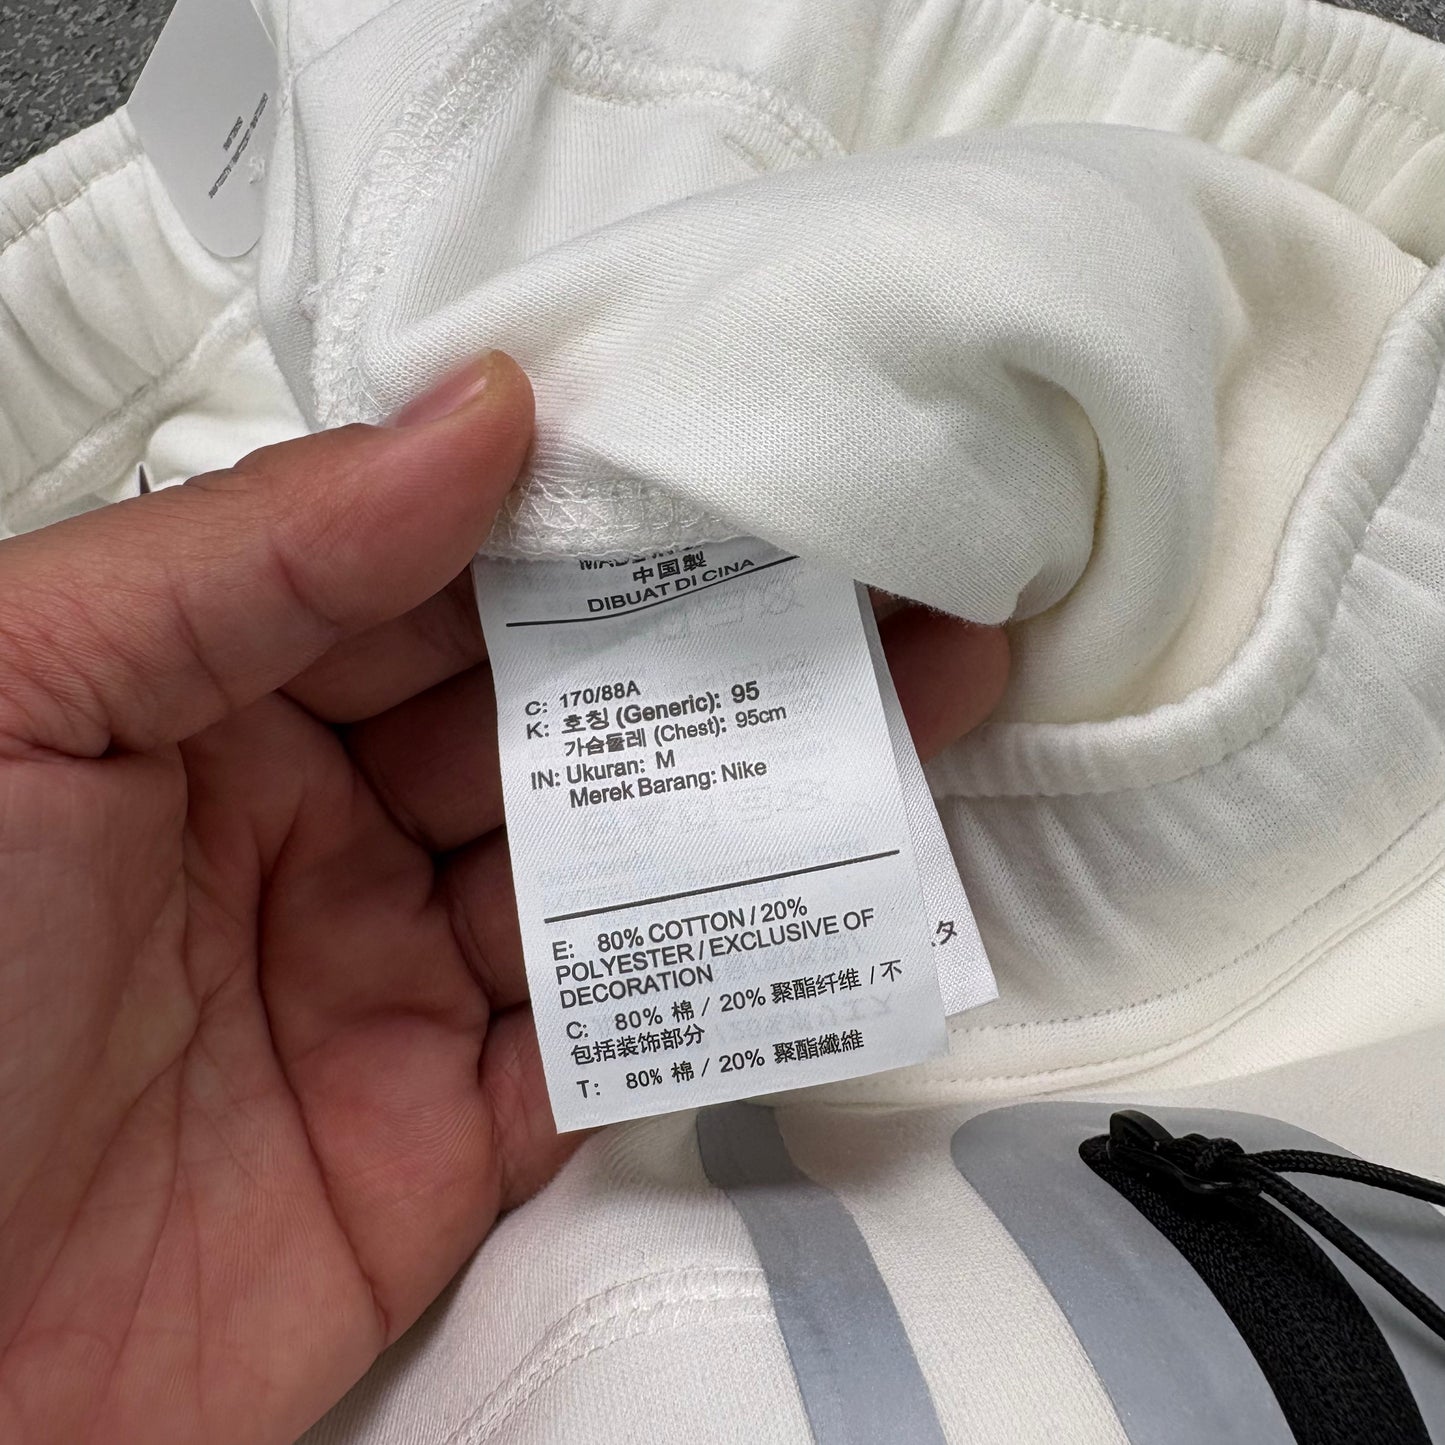 中国製
DIBUAT DI CINA
C: 170/88A
K: 호칭 (Generic): 95
가슴둘레 (Chest): 95cm
IN: Ukuran: M
Merek Barang: Nike
E: 80% COTTON / 20%
POLYESTER / EXCLUSIVE OF
DECORATION
C: 80% 棉 / 20% 聚酯纤维 / 不
包括装饰部分
T: 80% 棉 / 20% 聚酯纖維
タ